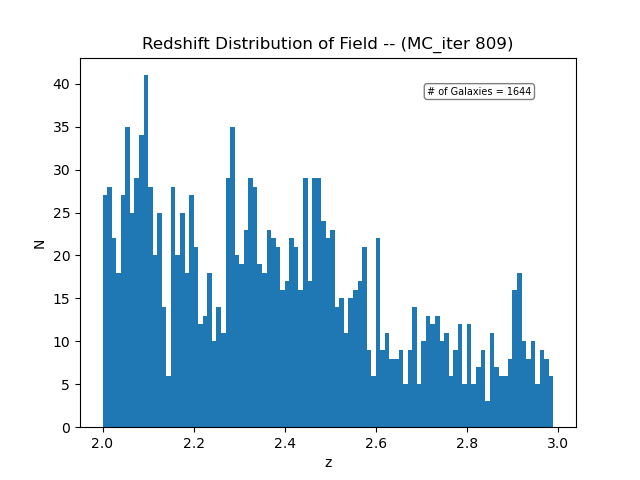 Redshift Distribution of Field -- (MC_iter 809)
# of Galaxies = 1644
40
35
30
25
20
15
10
5
0
N
2.0 2.2 2.4 2.6 2.8 3.0
z